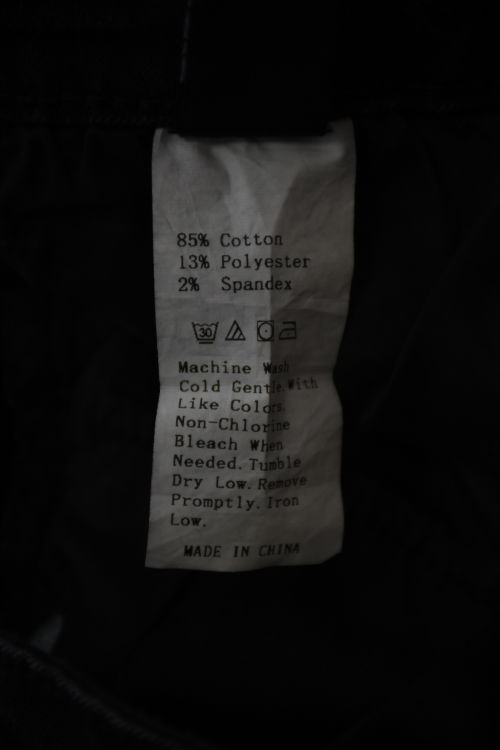 85% Cotton
13% Polyester
2% Spandex
30
Machine Wash
Cold Gentle.With
Like Colors.
Non-Chlorine
Bleach When
Needed. Tumble
Dry Low. Remove
Promptly. Iron
Low.
MADE IN CHINA